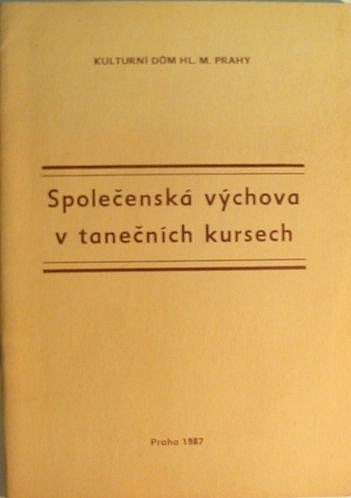 KULTURNÍ DŮM HL. M. PRAHY
Společenská výchova
v tanečních kursech
Praha 1987